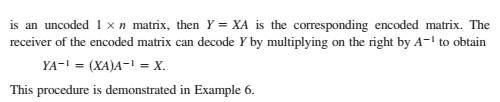 is an uncoded 1 × n matrix, then Y = XA is the corresponding encoded matrix. The
receiver of the encoded matrix can decode Y by multiplying on the right by A⁻¹ to obtain
YA⁻¹ = (XA)A⁻¹ = X.
This procedure is demonstrated in Example 6.